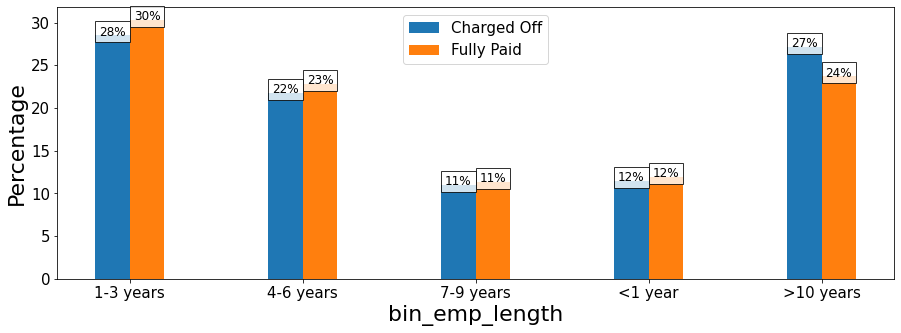 Percentage
30
25
20
15
10
5
0
28%
30%
22%
23%
11%
11%
12%
12%
27%
24%
Charged Off
Fully Paid
1-3 years
4-6 years
7-9 years
<1 year
>10 years
bin_emp_length